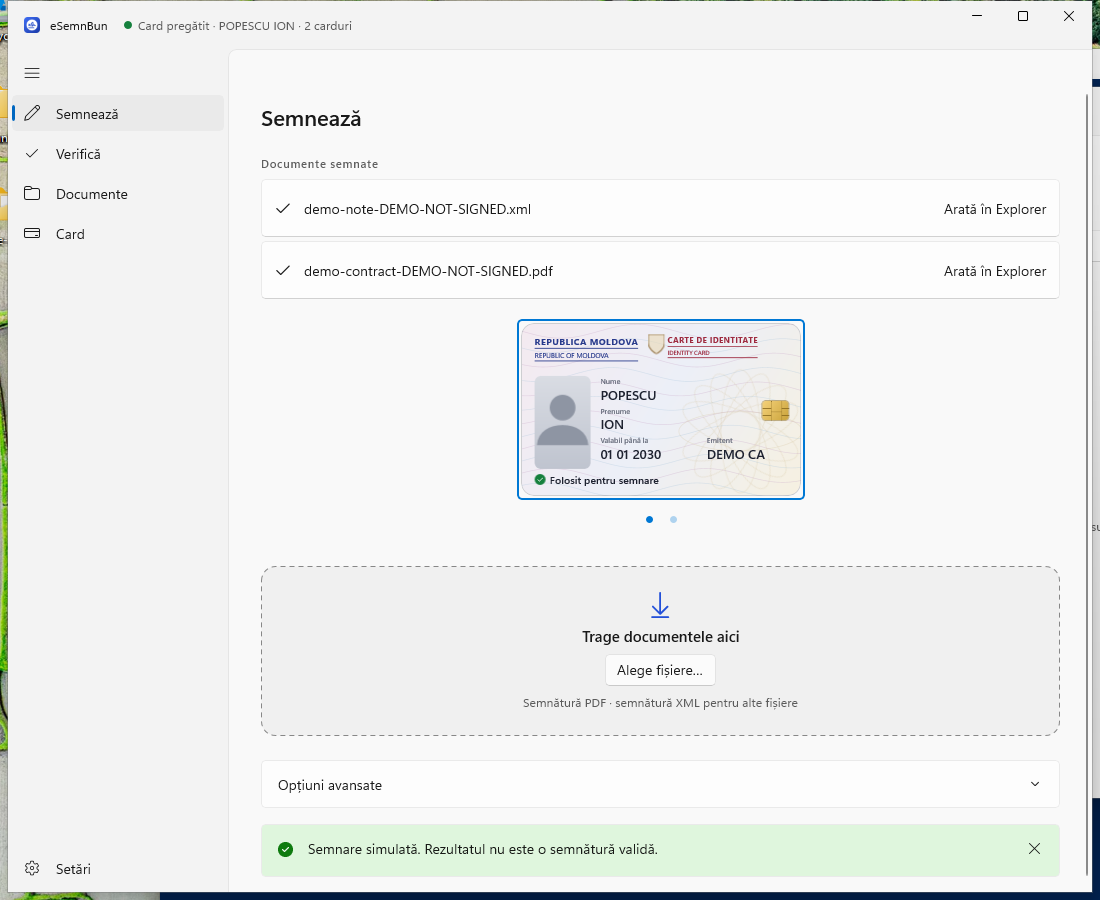 eSemnBun
Card pregătit · POPESCU ION · 2 carduri
Semnează
Verifică
Documente
Card
Setări
Semnează
Documente semnate
demo-note-DEMO-NOT-SIGNED.xml
Arată în Explorer
demo-contract-DEMO-NOT-SIGNED.pdf
Arată în Explorer
REPUBLICA MOLDOVA
REPUBLIC OF MOLDOVA
CARTE DE IDENTITATE
IDENTITY CARD
Nume
POPESCU
Prenume
ION
Valabil până la
01 01 2030
Emitent
DEMO CA
Folosit pentru semnare
Trage documentele aici
Alege fișiere...
Semnătură PDF · semnătură XML pentru alte fișiere
Opțiuni avansate
Semnare simulată. Rezultatul nu este o semnătură validă.